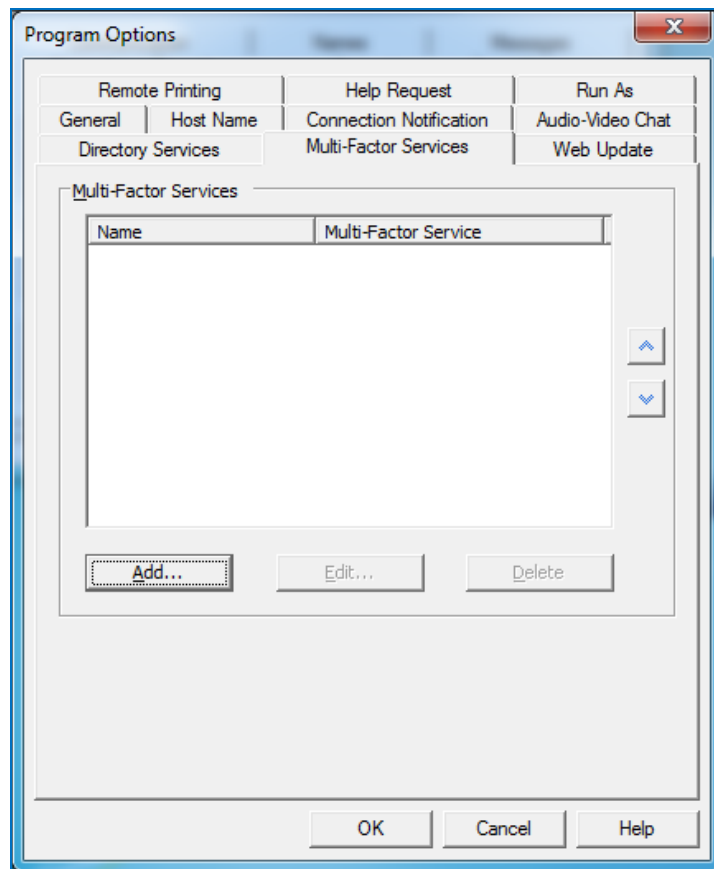 Program Options
Remote Printing Help Request Run As
General Host Name Connection Notification Audio-Video Chat
Directory Services Multi-Factor Services Web Update
Multi-Factor Services
Name Multi-Factor Service
Add... Edit... Delete
OK Cancel Help